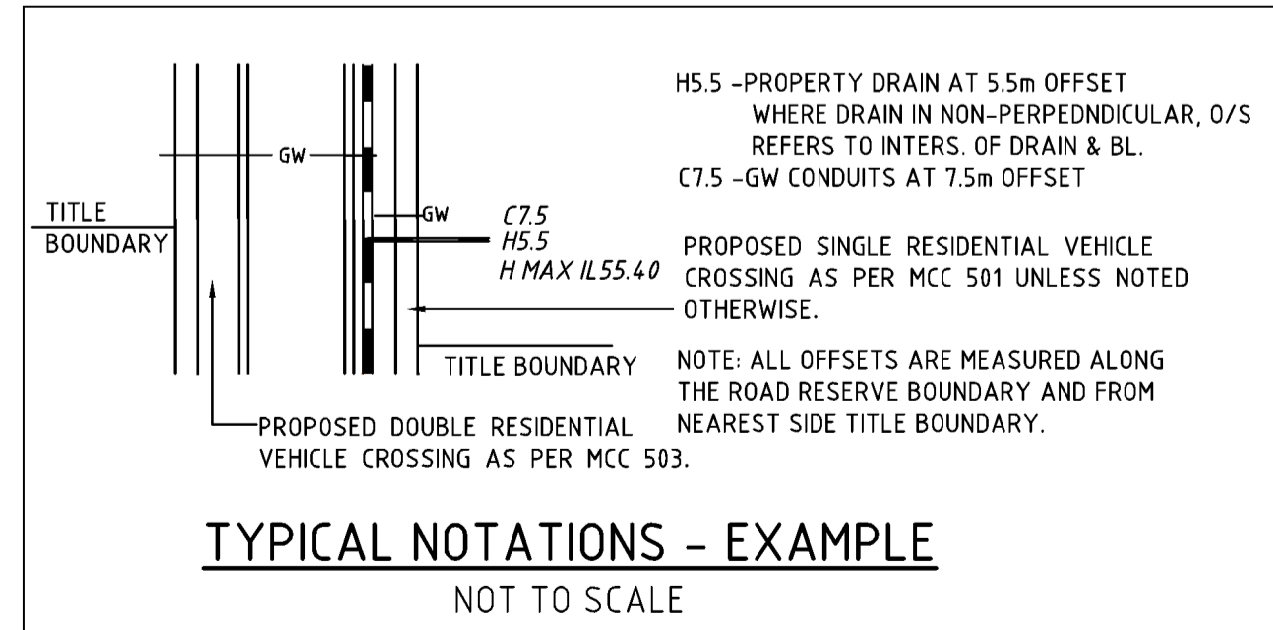 H5.5 -PROPERTY DRAIN AT 5.5m OFFSET
WHERE DRAIN IN NON-PERPEDNDICULAR, O/S
REFERS TO INTERS. OF DRAIN & BL.
C7.5 -GW CONDUITS AT 7.5m OFFSET
GW
TITLE
BOUNDARY
GW
C7.5
H5.5
H MAX IL55.40
PROPOSED SINGLE RESIDENTIAL VEHICLE
CROSSING AS PER MCC 501 UNLESS NOTED
OTHERWISE.
TITLE BOUNDARY
NOTE: ALL OFFSETS ARE MEASURED ALONG
THE ROAD RESERVE BOUNDARY AND FROM
NEAREST SIDE TITLE BOUNDARY.
PROPOSED DOUBLE RESIDENTIAL
VEHICLE CROSSING AS PER MCC 503.
TYPICAL NOTATIONS - EXAMPLE
NOT TO SCALE